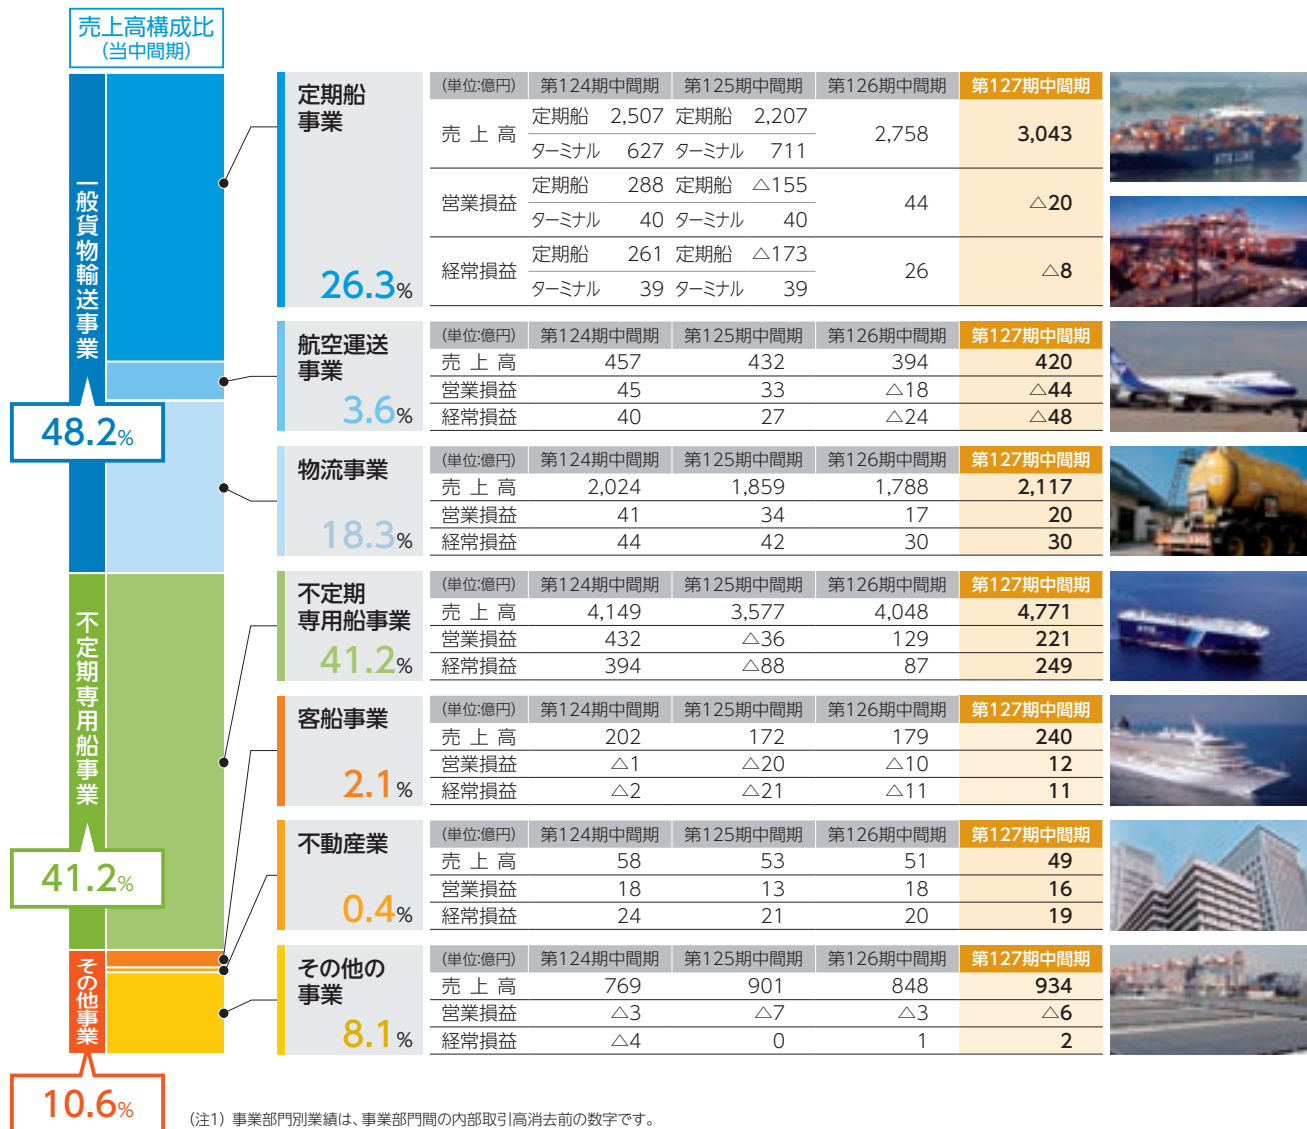 売上高構成比
(当中間期)
一般貨物輸送事業
48.2%
不定期専用船事業
41.2%
その他事業
10.6%
定期船
事業
26.3%
(単位:億円) 第124期中間期 第125期中間期 第126期中間期 第127期中間期
売上高 定期船 2,507 定期船 2,207 2,758 3,043
ターミナル 627 ターミナル 711
営業損益 定期船 288 定期船 △155 44 △20
ターミナル 40 ターミナル 40
経常損益 定期船 261 定期船 △173 26 △8
ターミナル 39 ターミナル 39
航空運送
事業
3.6%
(単位:億円) 第124期中間期 第125期中間期 第126期中間期 第127期中間期
売上高 457 432 394 420
営業損益 45 33 △18 △44
経常損益 40 27 △24 △48
物流事業
18.3%
(単位:億円) 第124期中間期 第125期中間期 第126期中間期 第127期中間期
売上高 2,024 1,859 1,788 2,117
営業損益 41 34 17 20
経常損益 44 42 30 30
不定期
専用船事業
41.2%
(単位:億円) 第124期中間期 第125期中間期 第126期中間期 第127期中間期
売上高 4,149 3,577 4,048 4,771
営業損益 432 △36 129 221
経常損益 394 △88 87 249
客船事業
2.1%
(単位:億円) 第124期中間期 第125期中間期 第126期中間期 第127期中間期
売上高 202 172 179 240
営業損益 △1 △20 △10 12
経常損益 △2 △21 △11 11
不動産業
0.4%
(単位:億円) 第124期中間期 第125期中間期 第126期中間期 第127期中間期
売上高 58 53 51 49
営業損益 18 13 18 16
経常損益 24 21 20 19
その他の
事業
8.1%
(単位:億円) 第124期中間期 第125期中間期 第126期中間期 第127期中間期
売上高 769 901 848 934
営業損益 △3 △7 △3 △6
経常損益 △4 0 1 2
(注1) 事業部門別業績は、事業部門間の内部取引高消去前の数字です。